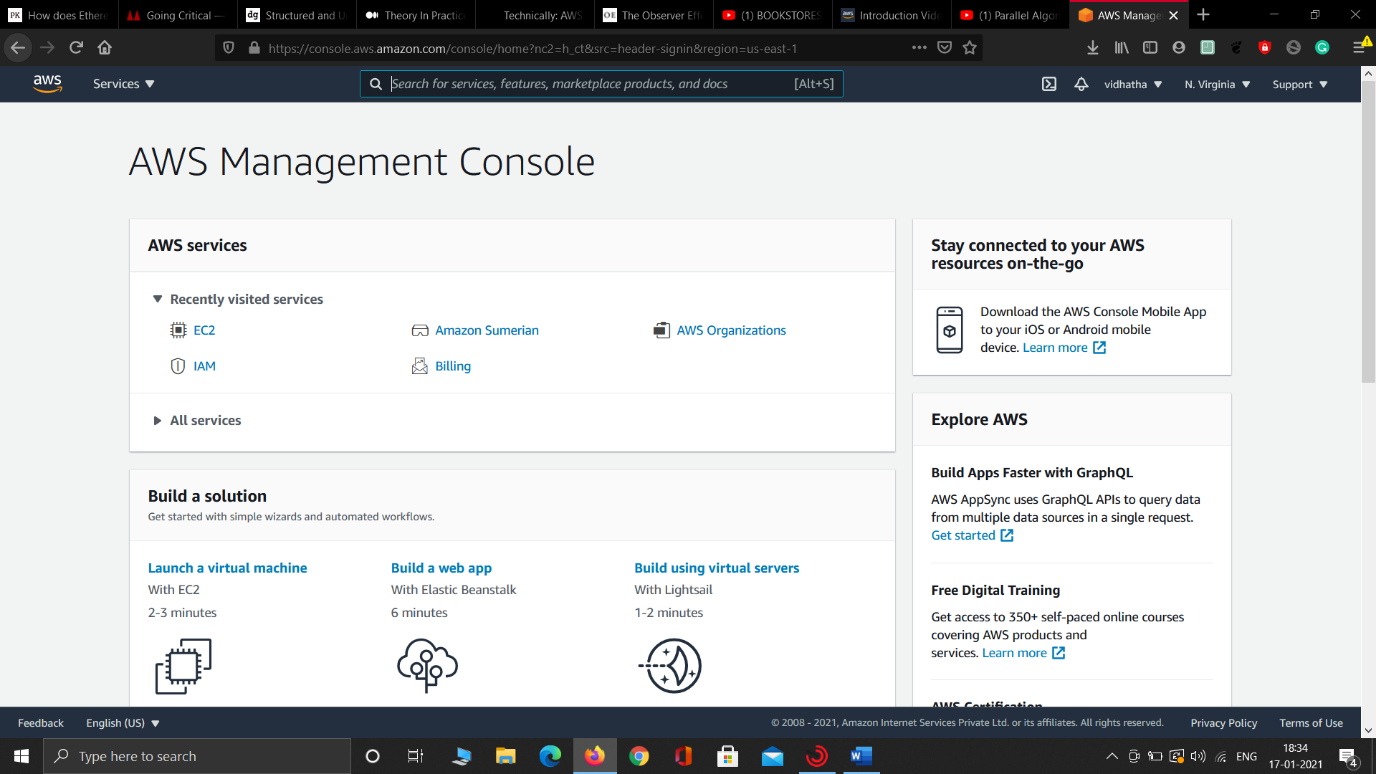 How does Ethere
Going Critical —
Structured and U
Theory In Practic
Technically: AWS
The Observer Eff
(1) BOOKSTORES
Introduction Vide
(1) Parallel Algor
AWS Manage
https://console.aws.amazon.com/console/home?nc2=h_ct&src=header-signin&region=us-east-1
aws
Services
Search for services, features, marketplace products, and docs
[Alt+S]
vidhatha
N. Virginia
Support
AWS Management Console
AWS services
Recently visited services
EC2
Amazon Sumerian
AWS Organizations
IAM
Billing
All services
Build a solution
Get started with simple wizards and automated workflows.
Launch a virtual machine
With EC2
2-3 minutes
Build a web app
With Elastic Beanstalk
6 minutes
Build using virtual servers
With Lightsail
1-2 minutes
Stay connected to your AWS
resources on-the-go
Download the AWS Console Mobile App
to your iOS or Android mobile
device. Learn more
Explore AWS
Build Apps Faster with GraphQL
AWS AppSync uses GraphQL APIs to query data
from multiple data sources in a single request.
Get started
Free Digital Training
Get access to 350+ self-paced online courses
covering AWS products and
services. Learn more
AWS Certification
Feedback
English (US)
© 2008 - 2021, Amazon Internet Services Private Ltd. or its affiliates. All rights reserved.
Privacy Policy
Terms of Use
Type here to search
ENG
18:34
17-01-2021
4